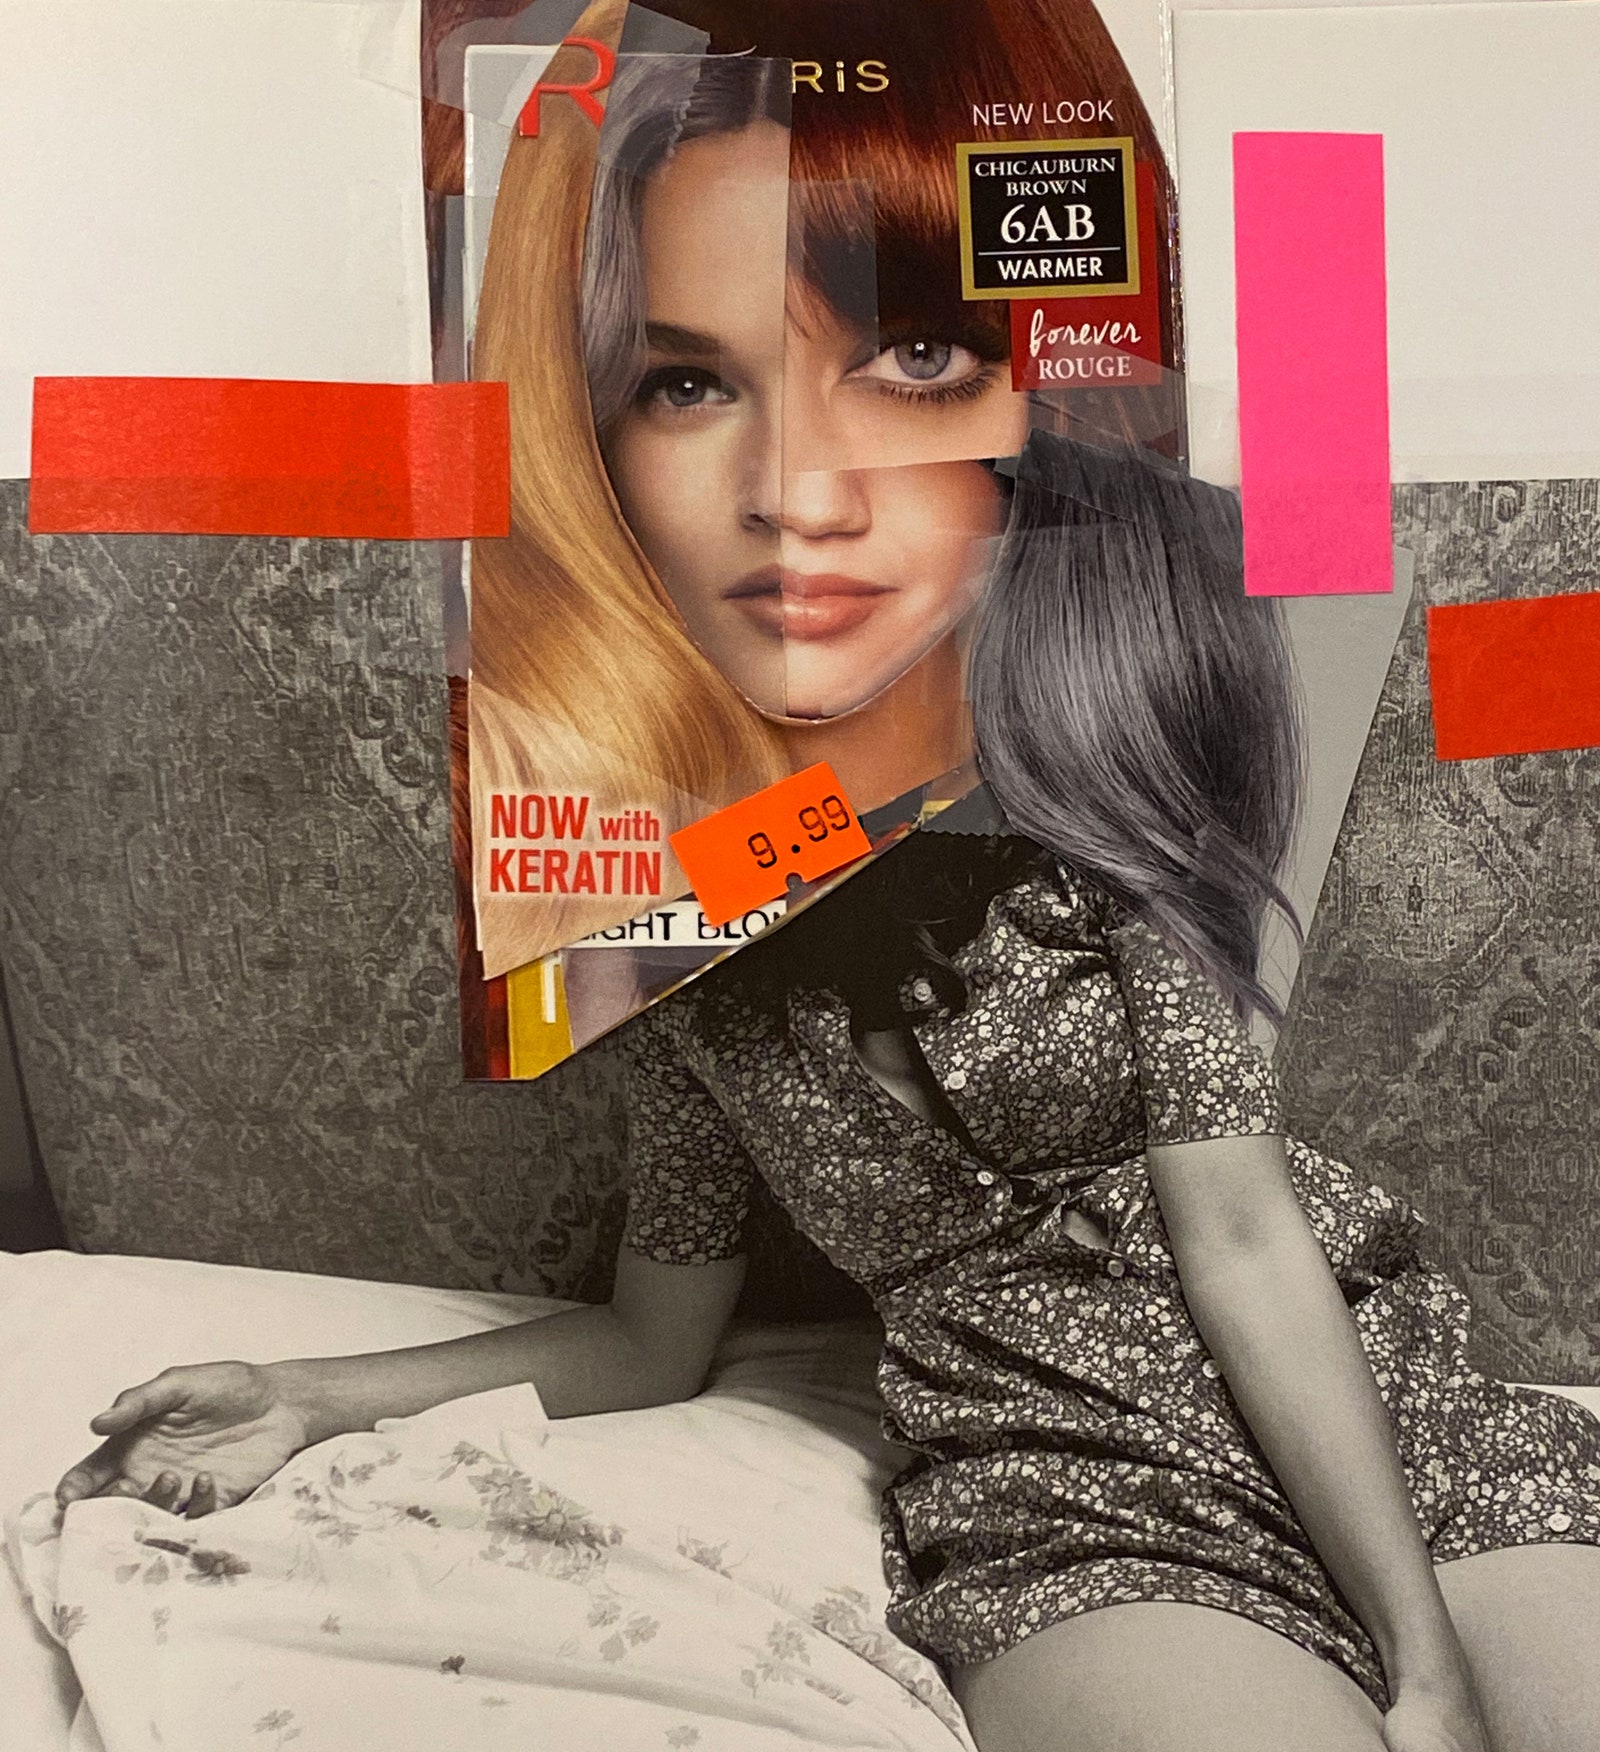 R
RiS
NEW LOOK
CHIC AUBURN
BROWN
6AB
WARMER
forever
ROUGE
NOW with
KERATIN
9.99